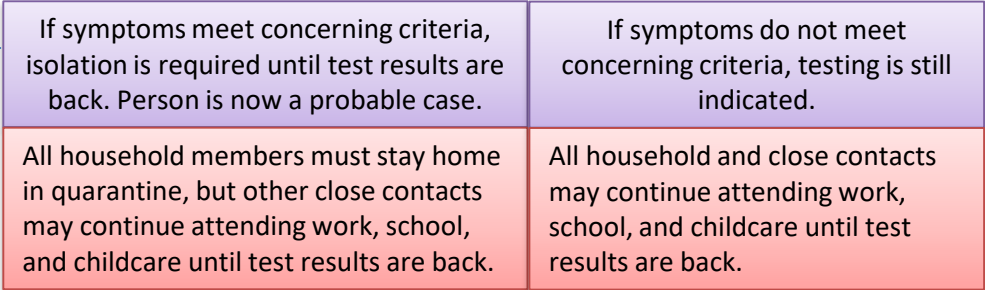 If symptoms meet concerning criteria,
isolation is required until test results are
back. Person is now a probable case.
If symptoms do not meet
concerning criteria, testing is still
indicated.
All household members must stay home
in quarantine, but other close contacts
may continue attending work, school,
and childcare until test results are back.
All household and close contacts
may continue attending work,
school, and childcare until test
results are back.